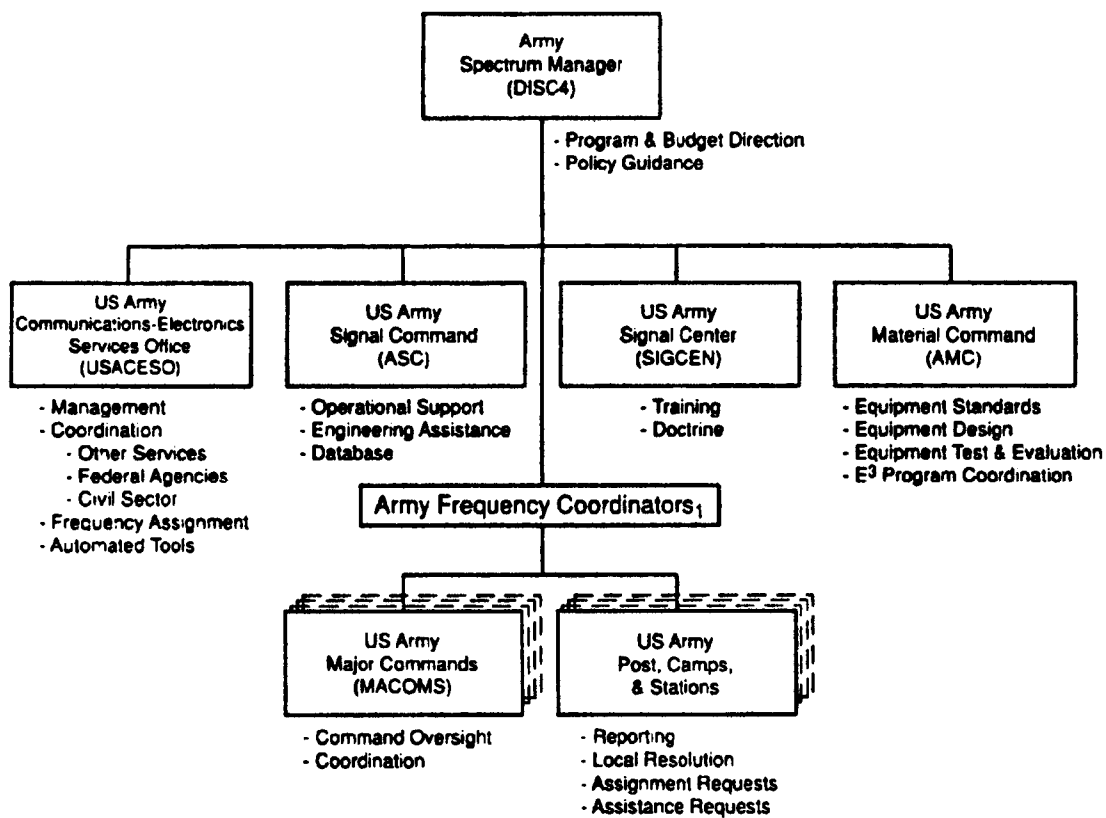 Army
Spectrum Manager
(DISC4)
- Program & Budget Direction
- Policy Guidance
US Army
Communications-Electronics
Services Office
(USACESO)
- Management
- Coordination
- Other Services
- Federal Agencies
- Civil Sector
- Frequency Assignment
- Automated Tools
US Army
Signal Command
(ASC)
- Operational Support
- Engineering Assistance
- Database
US Army
Signal Center
(SIGCEN)
- Training
- Doctrine
US Army
Material Command
(AMC)
- Equipment Standards
- Equipment Design
- Equipment Test & Evaluation
- E³ Program Coordination
Army Frequency Coordinators₁
US Army
Major Commands
(MACOMS)
- Command Oversight
- Coordination
US Army
Post, Camps,
& Stations
- Reporting
- Local Resolution
- Assignment Requests
- Assistance Requests